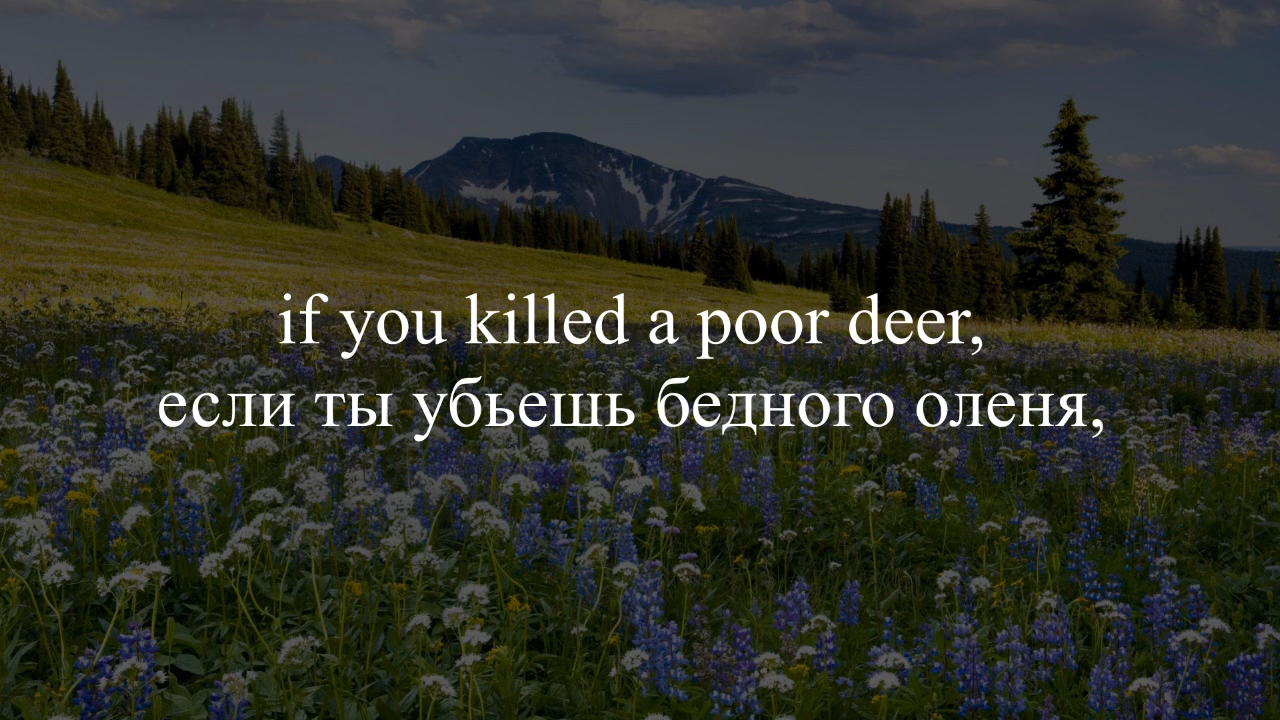 if you killed a poor deer,
если ты убьешь бедного оленя,